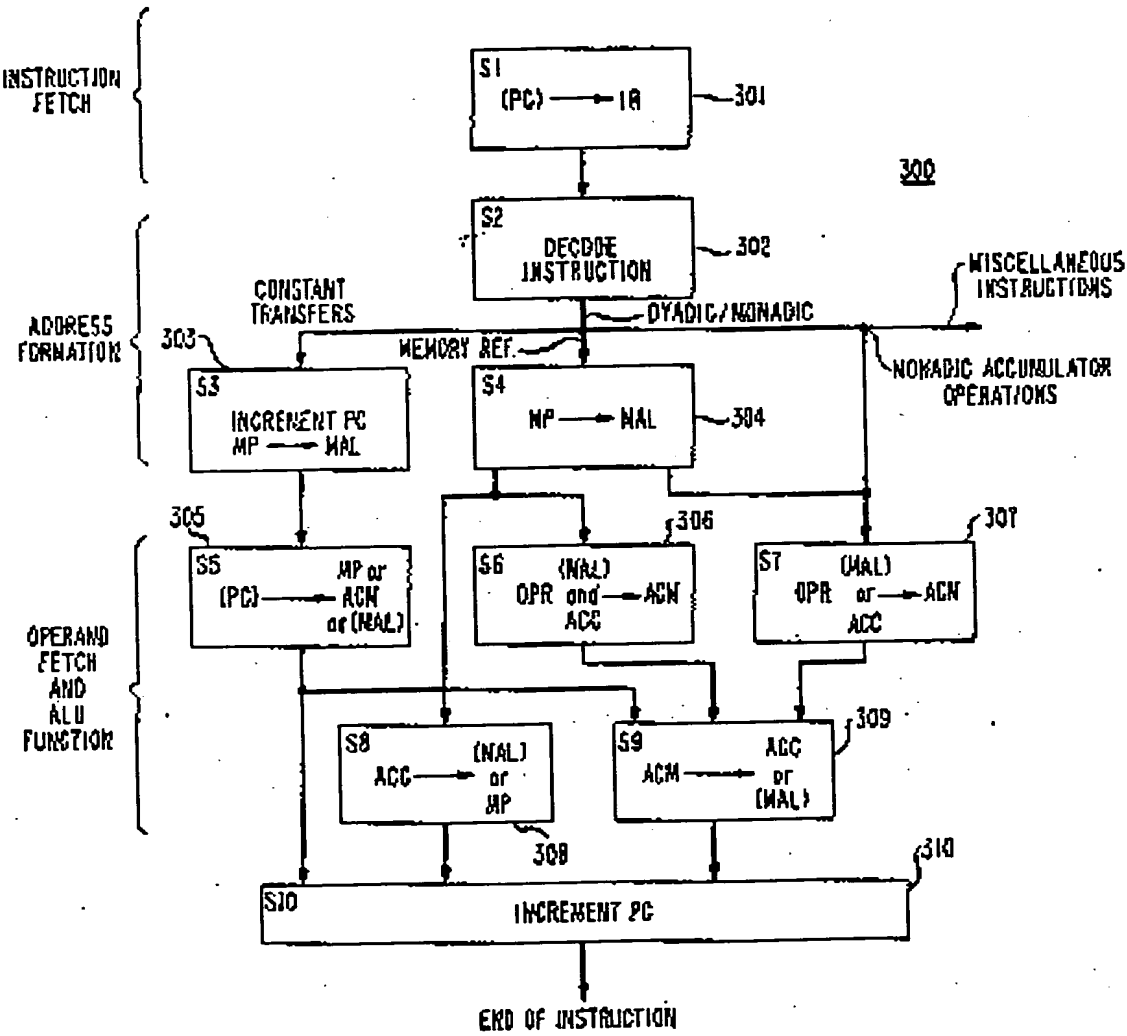 INSTRUCTION
FETCH
S1
(PC) → IR
301
300
S2
DECODE
INSTRUCTION
302
MISCELLANEOUS
INSTRUCTIONS
CONSTANT
TRANSFERS
DYADIC/MONADIC
ADDRESS
FORMATION
303
MEMORY REF.
MONADIC ACCUMULATOR
OPERATIONS
S3
INCREMENT PC
MP → MAL
S4
MP → MAL
304
305
306
307
S5
(PC) → MP or
ACM
or (MAL)
S6
(MAL)
OPR and → ACM
ACC
S7
(MAL)
OPR or → ACM
ACC
OPERAND
FETCH
AND
ALU
FUNCTION
309
S8
ACC → (MAL)
or
MP
S9
ACM → ACC
or
(MAL)
308
310
S10
INCREMENT PC
END OF INSTRUCTION